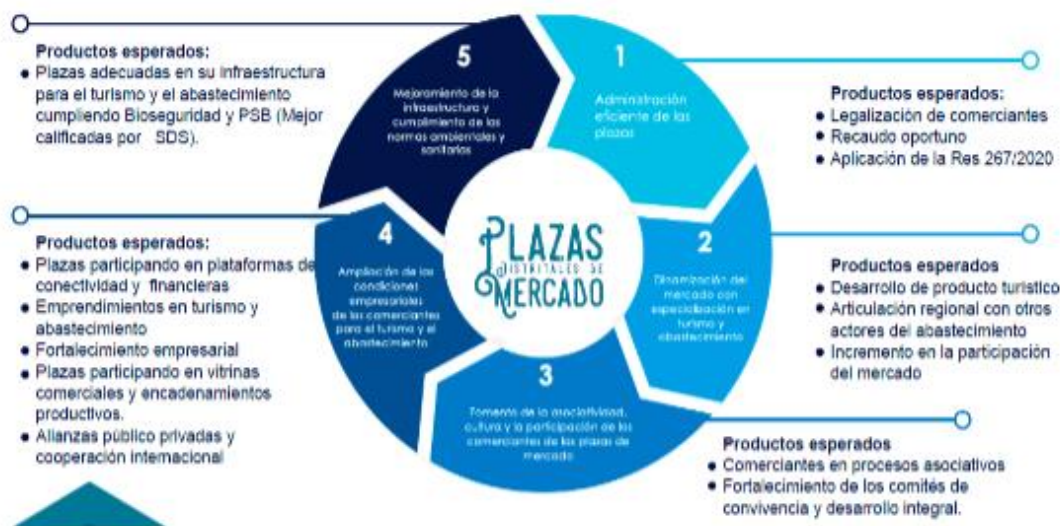 5
Mejoramiento de la
infraestructura y
cumplimiento de las
normas ambientales y
sanitarias
Productos esperados:
● Plazas adecuadas en su infraestructura
para el turismo y el abastecimiento
cumpliendo Bioseguridad y PSB (Mejor
calificadas por SDS).
1
Administración
eficiente de las
plazas
Productos esperados:
● Legalización de comerciantes
● Recaudo oportuno
● Aplicación de la Res 267/2020
PLAZAS
DISTRITALES DE
MERCADO
2
Dinamización del
mercado con
especialización en
turismo y
abastecimiento
Productos esperados
● Desarrollo de producto turístico
● Articulación regional con otros
actores del abastecimiento
● Incremento en la participación
del mercado
4
Ampliación de las
condiciones
empresariales
de los comerciantes
para el turismo y el
abastecimiento
Productos esperados:
● Plazas participando en plataformas de
conectividad y financieras
● Emprendimientos en turismo y
abastecimiento
● Fortalecimiento empresarial
● Plazas participando en vitrinas
comerciales y encadenamientos
productivos.
● Alianzas público privadas y
cooperación internacional
3
Fomento de la asociatividad,
cultura y la participación de los
comerciantes de las plazas de
mercado
Productos esperados
● Comerciantes en procesos asociativos
● Fortalecimiento de los comités de
convivencia y desarrollo integral.